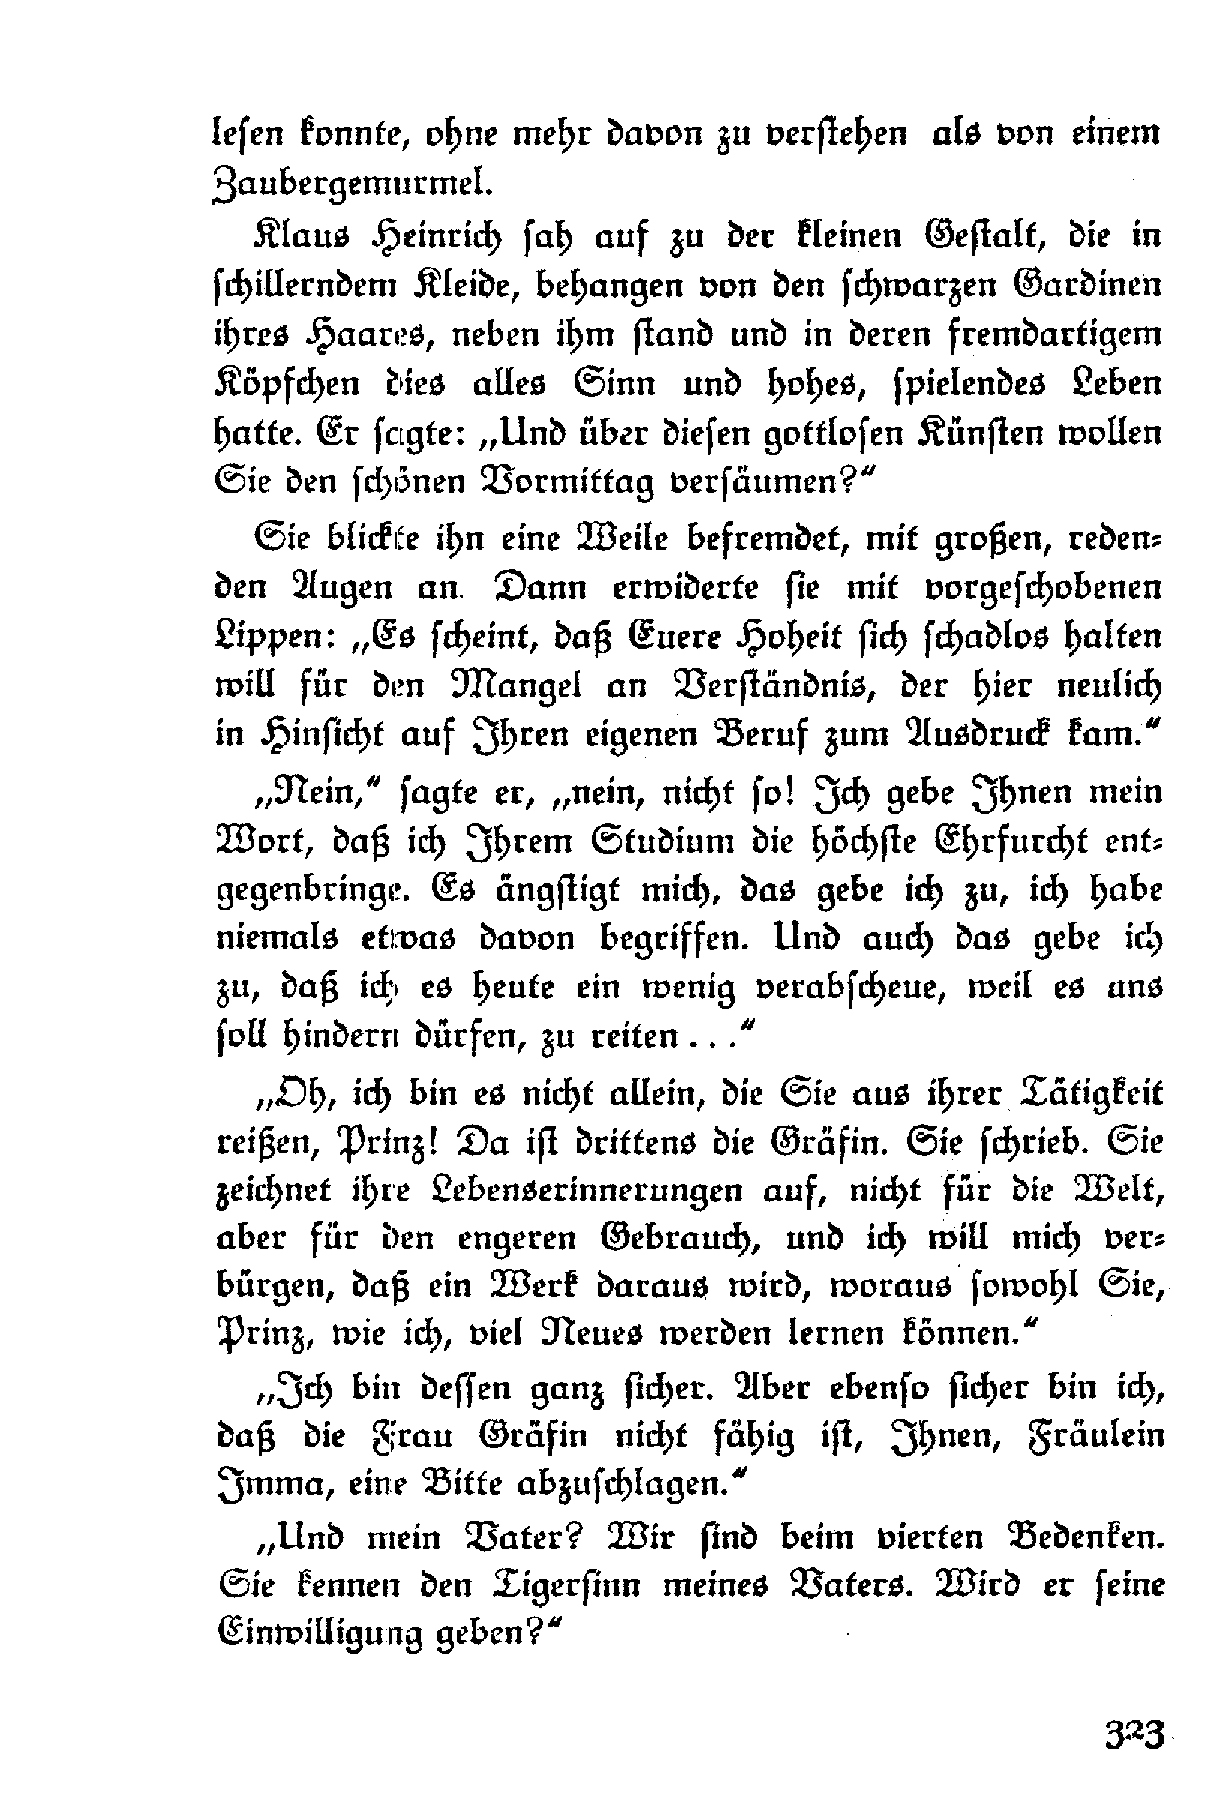 lesen konnte, ohne mehr davon zu verstehen als von einem
Zaubergemurmel.
Klaus Heinrich sah auf zu der kleinen Gestalt, die in
schillerndem Kleide, behangen von den schwarzen Gardinen
ihres Haares, neben ihm stand und in deren fremdartigem
Köpfchen dies alles Sinn und hohes, spielendes Leben
hatte. Er sagte: „Und über diesen gottlosen Künsten wollen
Sie den schönen Vormittag versäumen?“
Sie blickte ihn eine Weile befremdet, mit großen, reden-
den Augen an. Dann erwiderte sie mit vorgeschobenen
Lippen: „Es scheint, daß Euere Hoheit sich schadlos halten
will für den Mangel an Verständnis, der hier neulich
in Hinsicht auf Ihren eigenen Beruf zum Ausdruck kam.“
„Nein,“ sagte er, „nein, nicht so! Ich gebe Ihnen mein
Wort, daß ich Ihrem Studium die höchste Ehrfurcht ent-
gegenbringe. Es ängstigt mich, das gebe ich zu, ich habe
niemals etwas davon begriffen. Und auch das gebe ich
zu, daß ich es heute ein wenig verabscheue, weil es uns
soll hindern dürfen, zu reiten . . .“
„Oh, ich bin es nicht allein, die Sie aus ihrer Tätigkeit
reißen, Prinz! Da ist drittens die Gräfin. Sie schrieb. Sie
zeichnet ihre Lebenserinnerungen auf, nicht für die Welt,
aber für den engeren Gebrauch, und ich will mich ver-
bürgen, daß ein Werk daraus wird, woraus sowohl Sie,
Prinz, wie ich, viel Neues werden lernen können.“
„Ich bin dessen ganz sicher. Aber ebenso sicher bin ich,
daß die Frau Gräfin nicht fähig ist, Ihnen, Fräulein
Imma, eine Bitte abzuschlagen.“
„Und mein Vater? Wir sind beim vierten Bedenken.
Sie kennen den Tigersinn meines Vaters. Wird er seine
Einwilligung geben?“
323